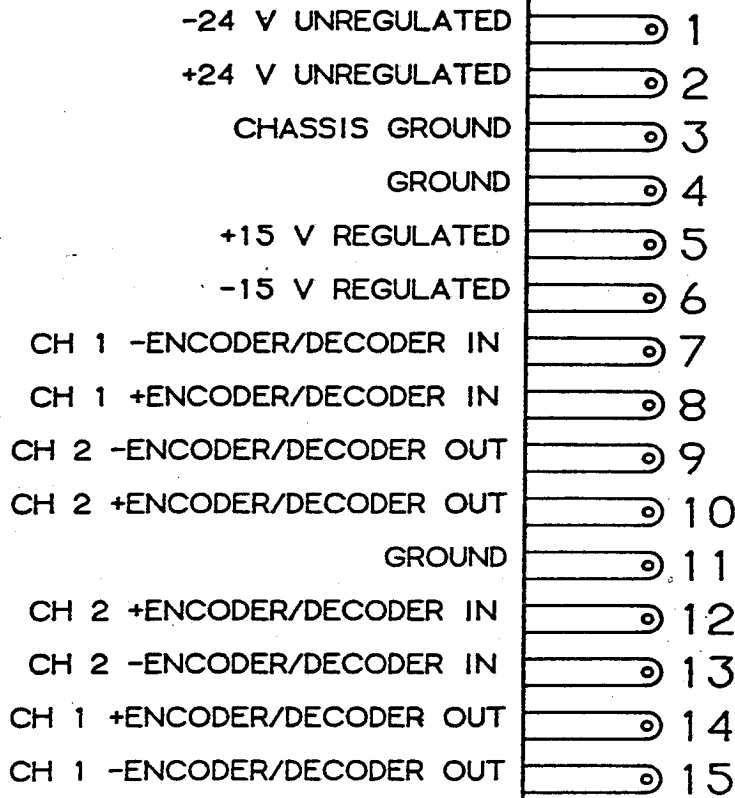 -24 V UNREGULATED 1
+24 V UNREGULATED 2
CHASSIS GROUND 3
GROUND 4
+15 V REGULATED 5
-15 V REGULATED 6
CH 1 -ENCODER/DECODER IN 7
CH 1 +ENCODER/DECODER IN 8
CH 2 -ENCODER/DECODER OUT 9
CH 2 +ENCODER/DECODER OUT 10
GROUND 11
CH 2 +ENCODER/DECODER IN 12
CH 2 -ENCODER/DECODER IN 13
CH 1 +ENCODER/DECODER OUT 14
CH 1 -ENCODER/DECODER OUT 15